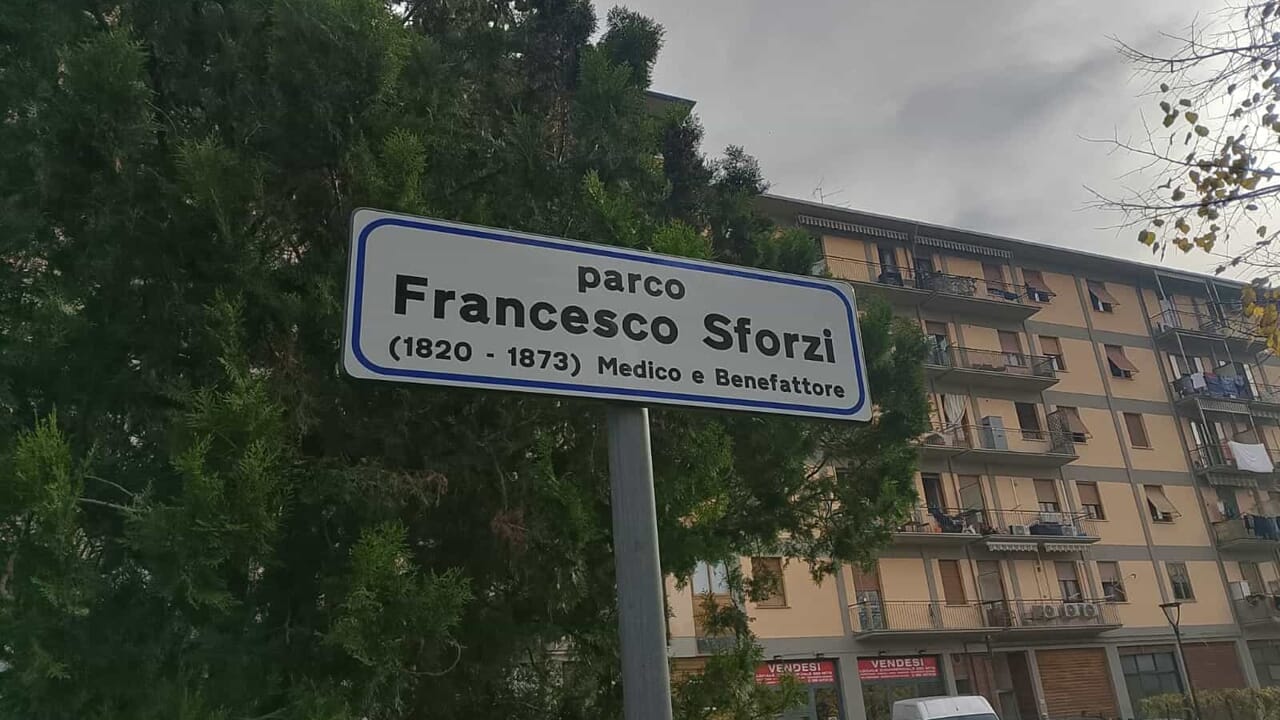 parco
Francesco Sforzi
(1820 - 1873) Medico e Benefattore
VENDESI
VENDESI